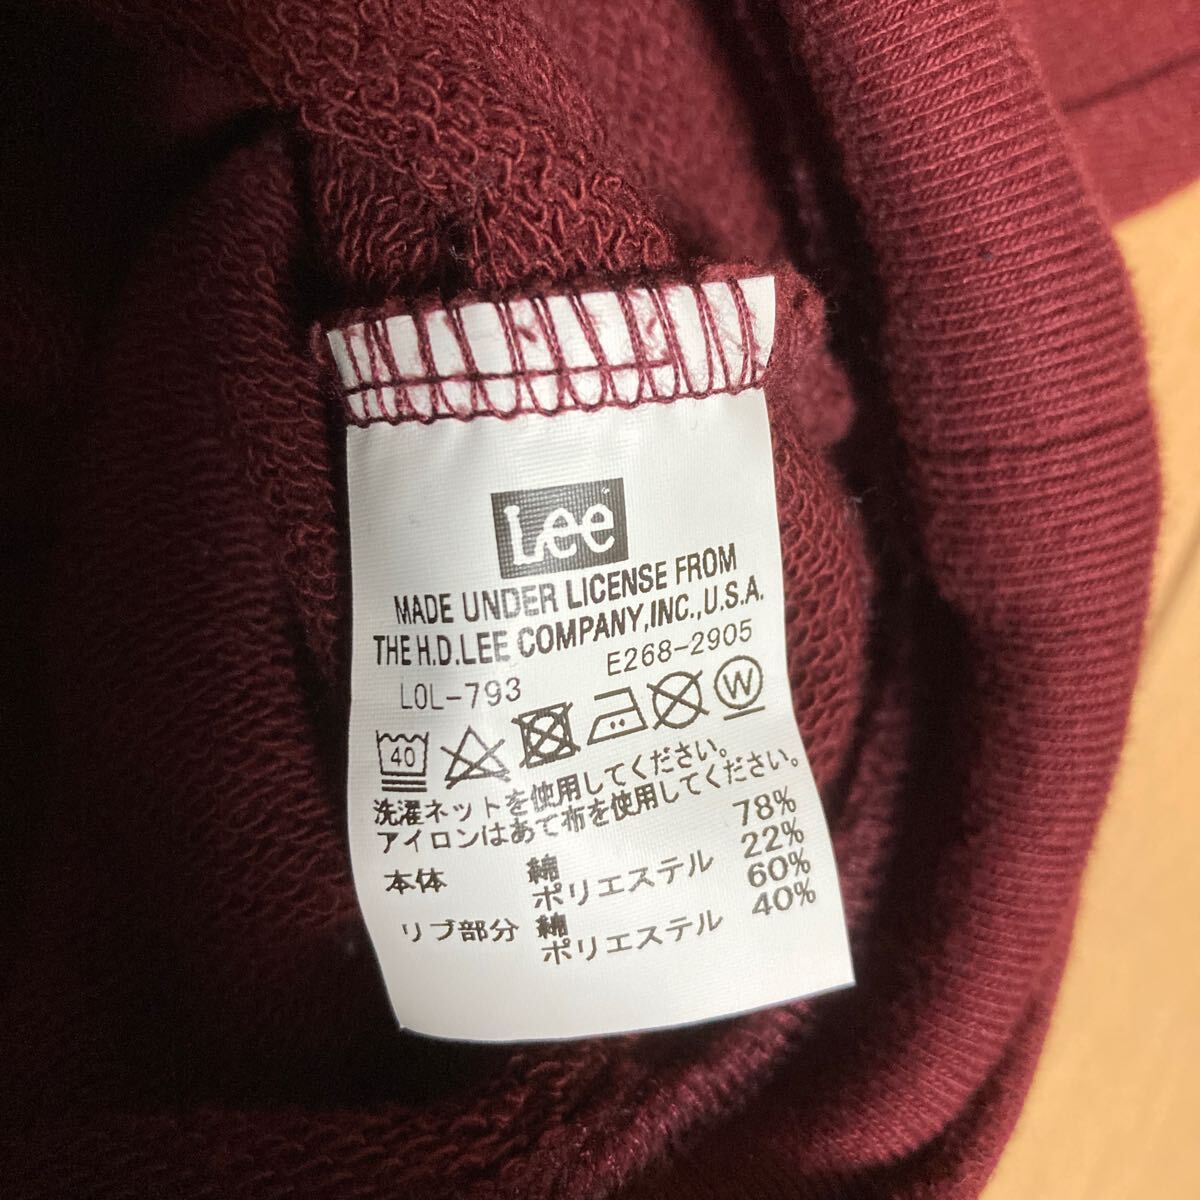 Lee
MADE UNDER LICENSE FROM
THE H.D.LEE COMPANY,INC.,U.S.A.
LOL-793 E268-2905
40 W
洗濯ネットを使用してください。
アイロンはあて布を使用してください。
本体 綿 78%
ポリエステル 22%
リブ部分 綿 60%
ポリエステル 40%